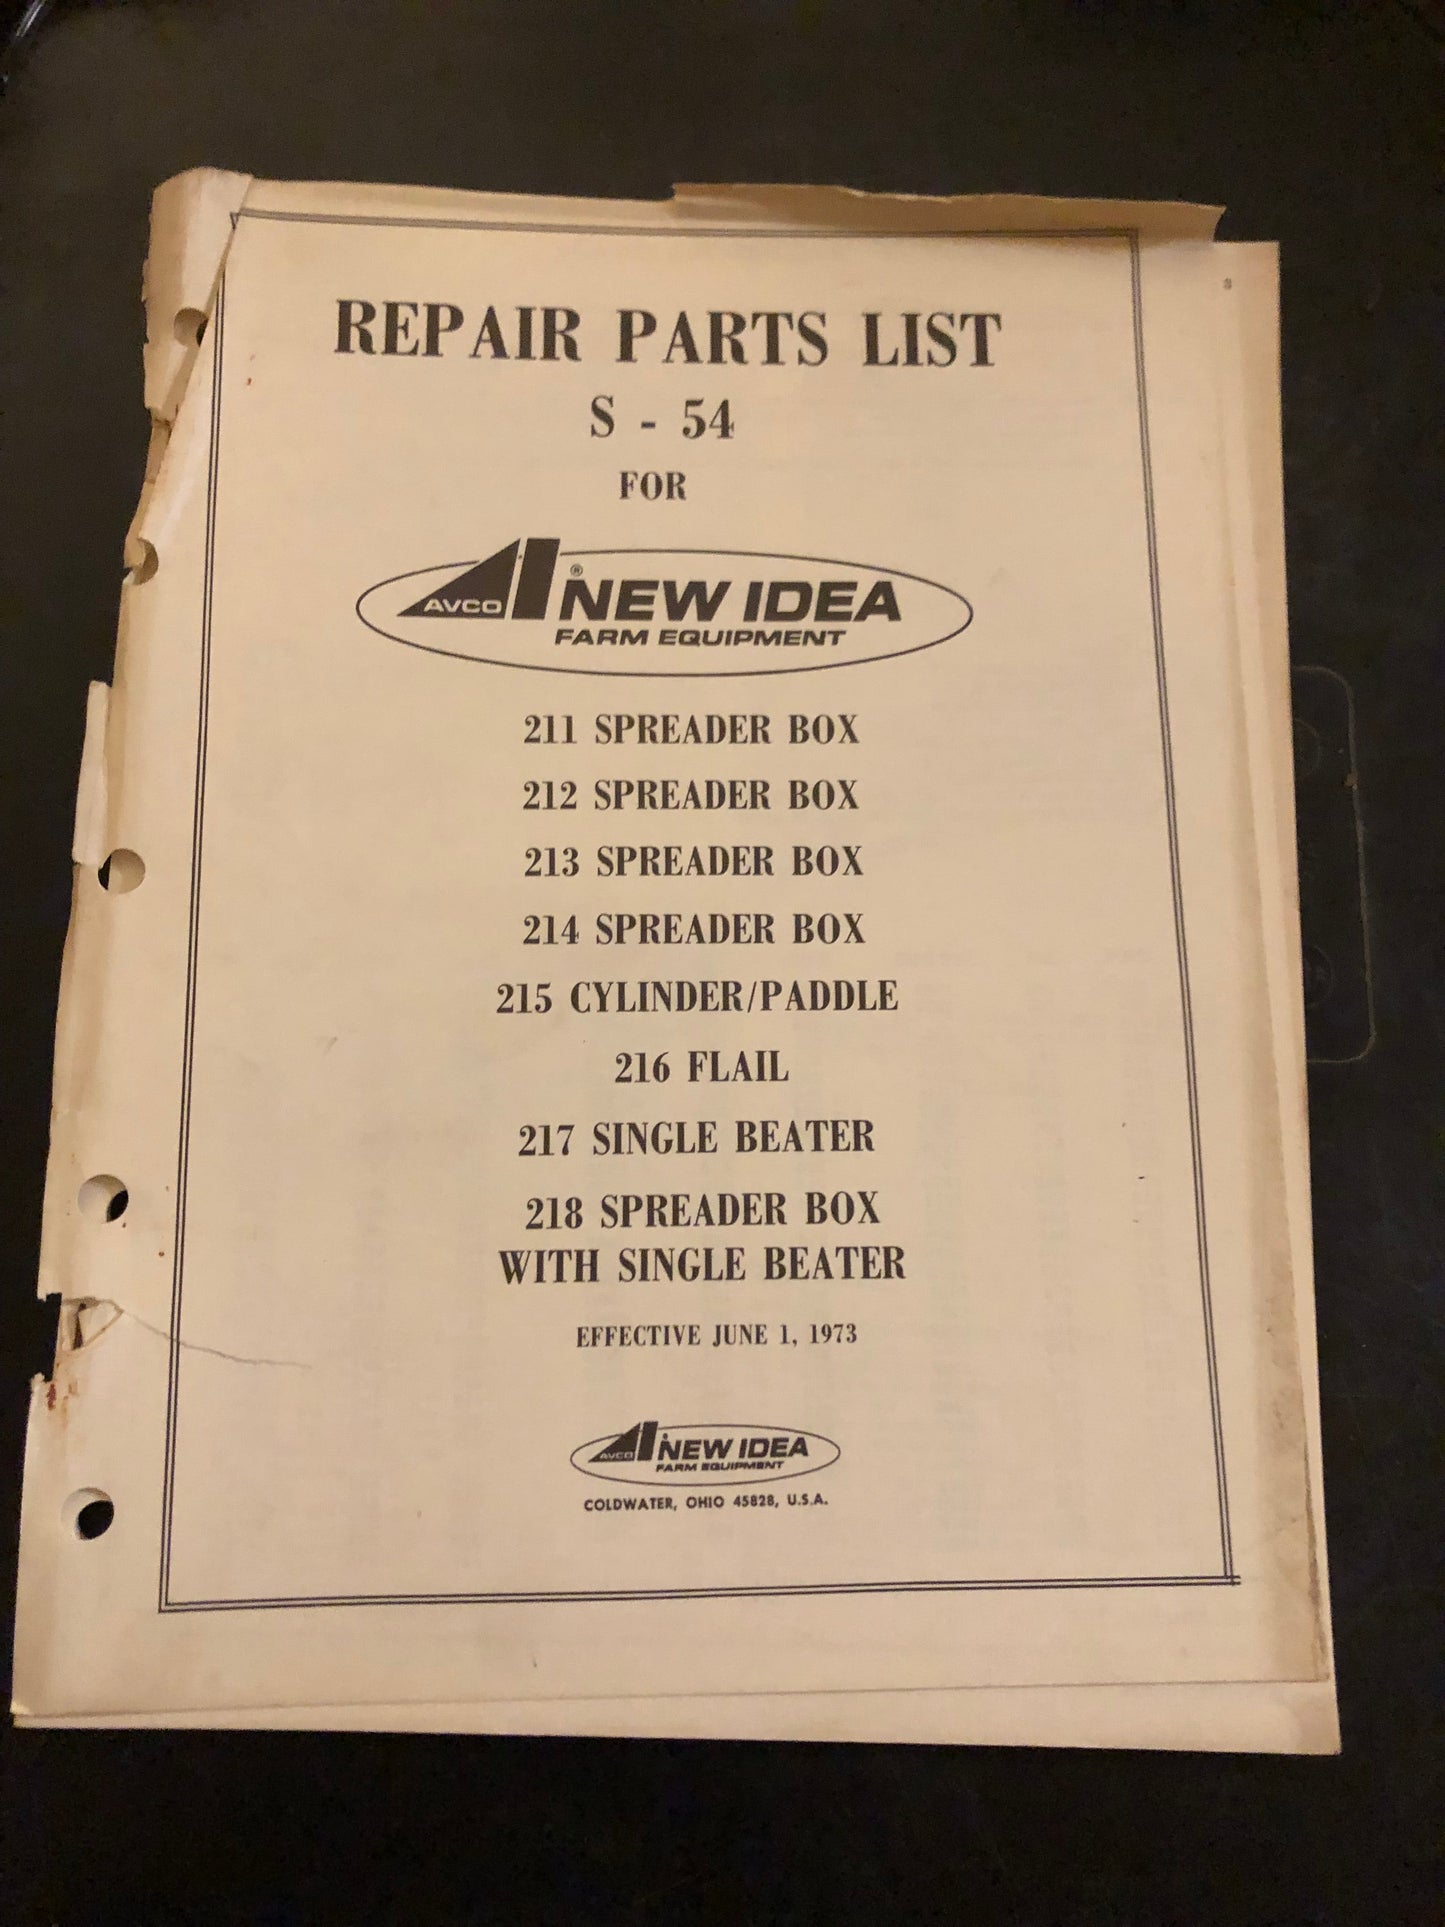 REPAIR PARTS LIST
S - 54
FOR
AVCO ® NEW IDEA
FARM EQUIPMENT
211 SPREADER BOX
212 SPREADER BOX
213 SPREADER BOX
214 SPREADER BOX
215 CYLINDER/PADDLE
216 FLAIL
217 SINGLE BEATER
218 SPREADER BOX
WITH SINGLE BEATER
EFFECTIVE JUNE 1, 1973
AVCO NEW IDEA
FARM EQUIPMENT
COLDWATER, OHIO 45828, U.S.A.